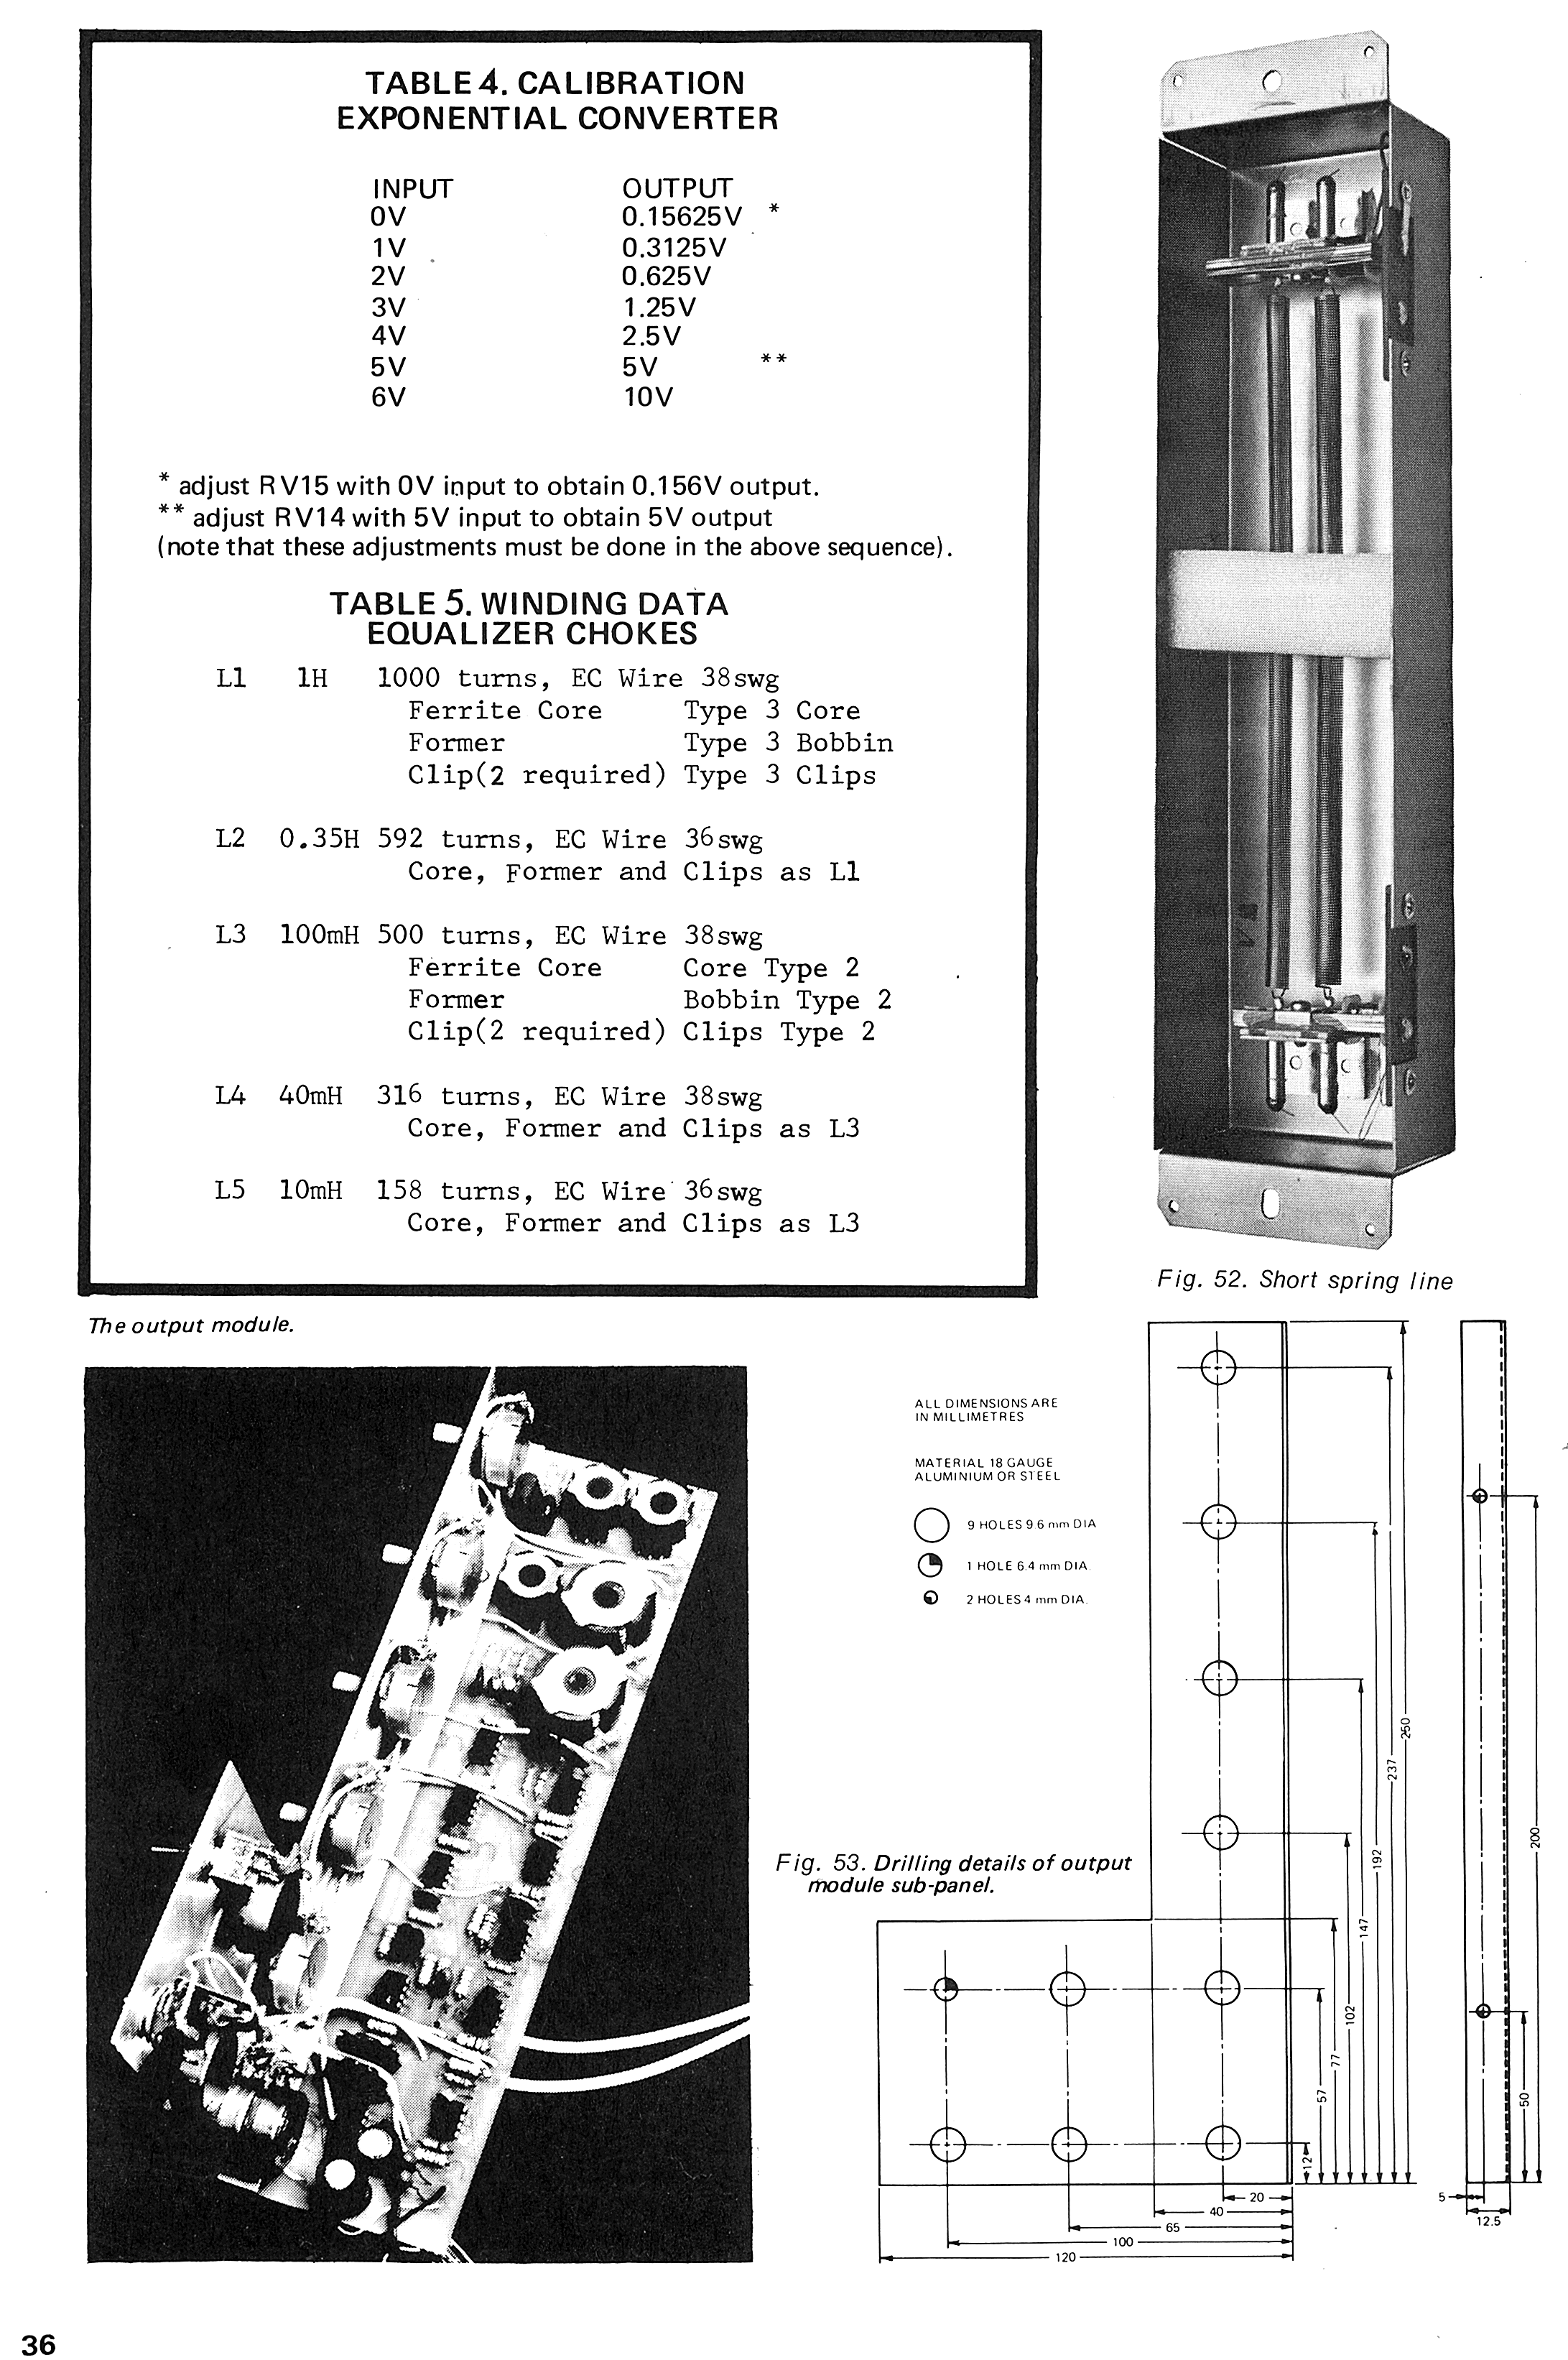 TABLE 4. CALIBRATION
EXPONENTIAL CONVERTER
INPUT OUTPUT
0V 0.15625V *
1V 0.3125V
2V 0.625V
3V 1.25V
4V 2.5V
5V 5V **
6V 10V
* adjust RV15 with 0V input to obtain 0.156V output.
** adjust RV14 with 5V input to obtain 5V output
(note that these adjustments must be done in the above sequence).
TABLE 5. WINDING DATA
EQUALIZER CHOKES
L1 1H 1000 turns, EC Wire 38swg
Ferrite Core Type 3 Core
Former Type 3 Bobbin
Clip(2 required) Type 3 Clips
L2 0.35H 592 turns, EC Wire 36swg
Core, Former and Clips as L1
L3 100mH 500 turns, EC Wire 38swg
Ferrite Core Core Type 2
Former Bobbin Type 2
Clip(2 required) Clips Type 2
L4 40mH 316 turns, EC Wire 38swg
Core, Former and Clips as L3
L5 10mH 158 turns, EC Wire 36swg
Core, Former and Clips as L3
Fig. 52. Short spring line
The output module.
ALL DIMENSIONS ARE
IN MILLIMETRES
MATERIAL 18 GAUGE
ALUMINIUM OR STEEL
9 HOLES 9 6 mm DIA
1 HOLE 6.4 mm DIA.
2 HOLES 4 mm DIA.
Fig. 53. Drilling details of output
module sub-panel.
250
237
192
147
102
77
57
12
20
40
65
100
120
200
50
5
12.5
36